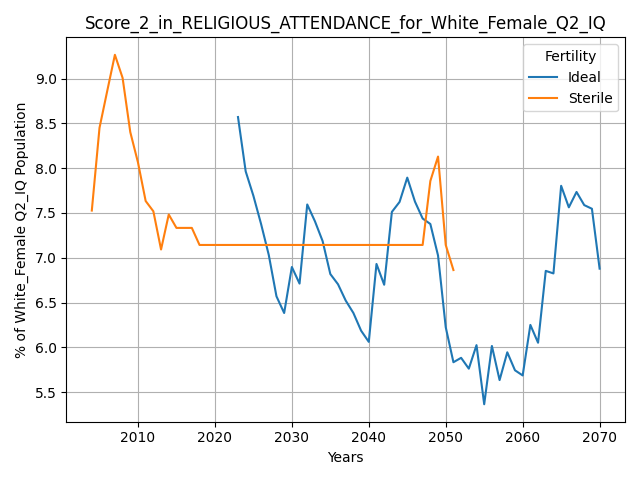 Score_2_in_RELIGIOUS_ATTENDANCE_for_White_Female_Q2_IQ
Fertility
Ideal
Sterile
% of White_Female Q2_IQ Population
9.0
8.5
8.0
7.5
7.0
6.5
6.0
5.5
2010
2020
2030
2040
2050
2060
2070
Years